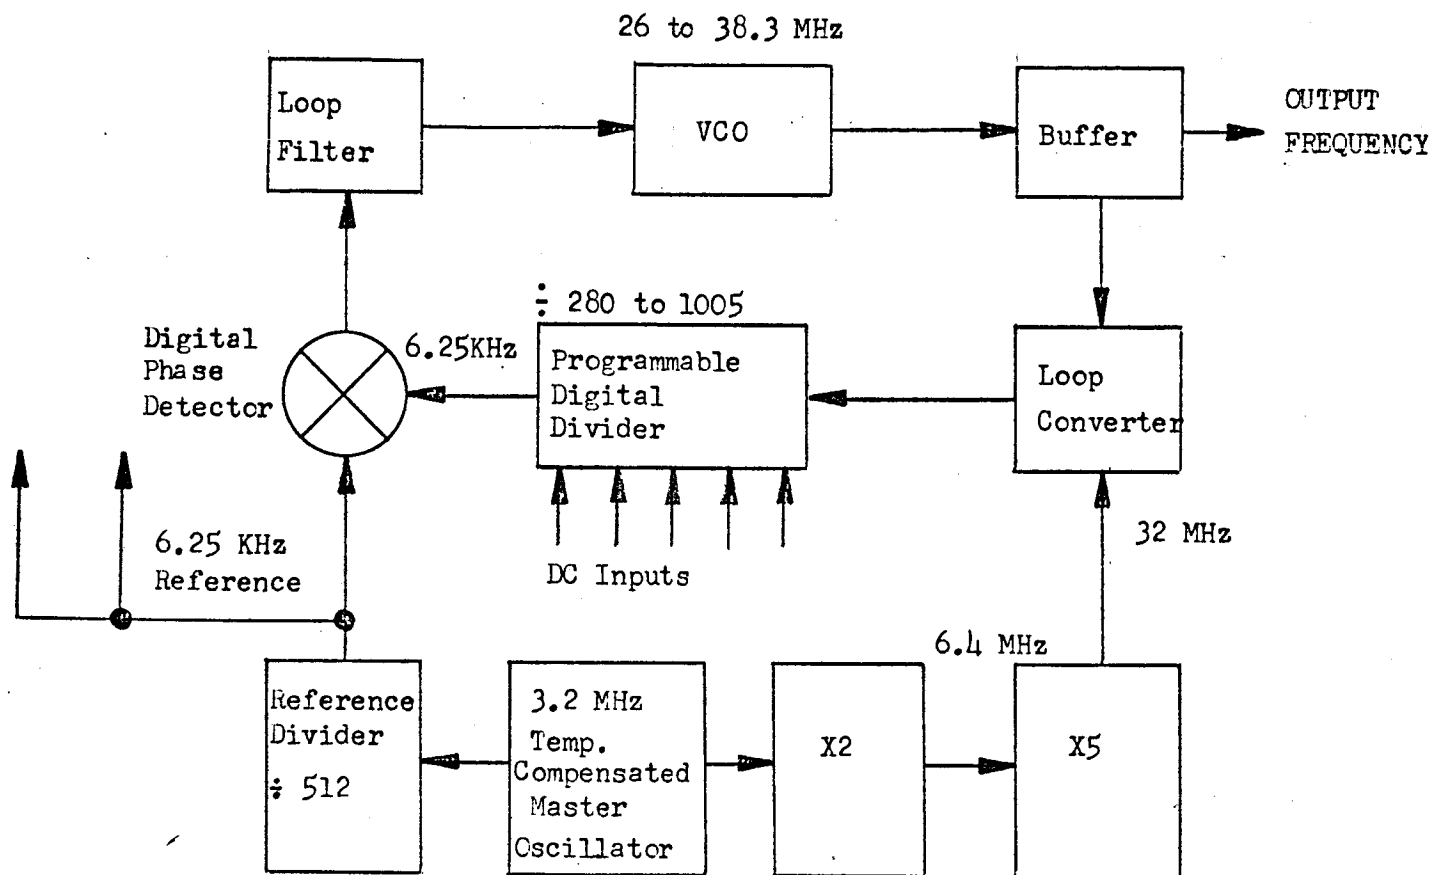 26 to 38.3 MHz
Loop
Filter
VCO
Buffer
OUTPUT
FREQUENCY
Digital
Phase
Detector
6.25KHz
÷ 280 to 1005
Programmable
Digital
Divider
Loop
Converter
DC Inputs
32 MHz
6.25 KHz
Reference
6.4 MHz
Reference
Divider
÷ 512
3.2 MHz
Temp.
Compensated
Master
Oscillator
X2
X5